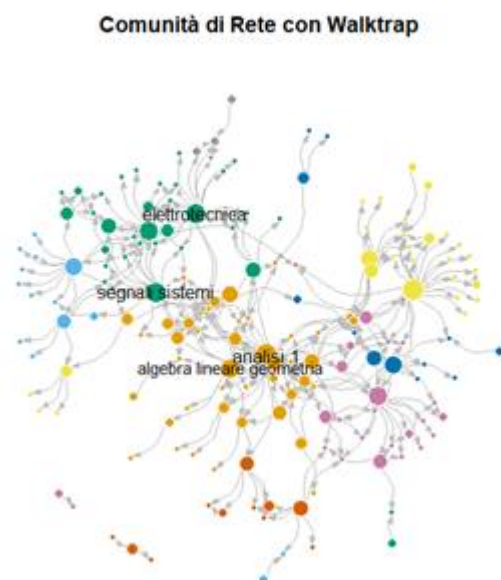 Comunità di Rete con Walktrap
elettrotecnica
segnali sistemi
analisi 1
algebra lineare geometria